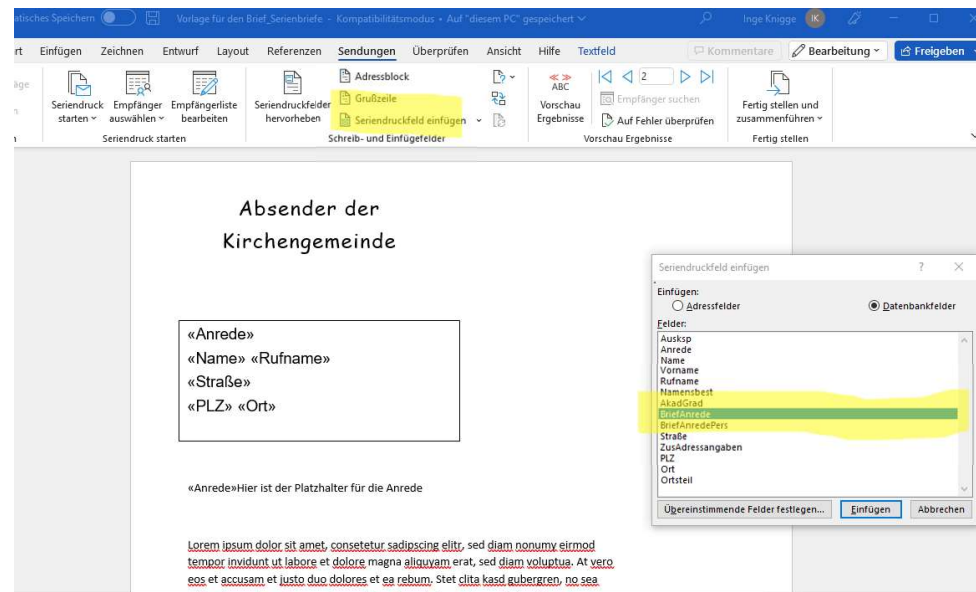 atisches Speichern Vorlage für den Brief_Serienbriefe - Kompatibilitätsmodus • Auf "diesem PC" gespeichert Inge Knigge IK
rt Einfügen Zeichnen Entwurf Layout Referenzen Sendungen Überprüfen Ansicht Hilfe Textfeld Kommentare Bearbeitung Freigeben
äge
Seriendruck starten
Empfänger auswählen
Empfängerliste bearbeiten
Seriendruckfelder hervorheben
Adressblock
Grußzeile
Seriendruckfeld einfügen
ABC
Vorschau Ergebnisse
2
Empfänger suchen
Auf Fehler überprüfen
Fertig stellen und zusammenführen
Seriendruck starten Schreib- und Einfügefelder Vorschau Ergebnisse Fertig stellen
Absender der
Kirchengemeinde
«Anrede»
«Name» «Rufname»
«Straße»
«PLZ» «Ort»
«Anrede»Hier ist der Platzhalter für die Anrede
Lorem ipsum dolor sit amet, consetetur sadipscing elitr, sed diam nonumy eirmod
tempor invidunt ut labore et dolore magna aliquyam erat, sed diam voluptua. At vero
eos et accusam et justo duo dolores et ea rebum. Stet clita kasd gubergren, no sea
Seriendruckfeld einfügen ? ×
Einfügen:
Adressfelder Datenbankfelder
Felder:
Ausksp
Anrede
Name
Vorname
Rufname
Namensbest
AkadGrad
BriefAnrede
BriefAnredePers
Straße
ZusAdressangaben
PLZ
Ort
Ortsteil
Übereinstimmende Felder festlegen... Einfügen Abbrechen